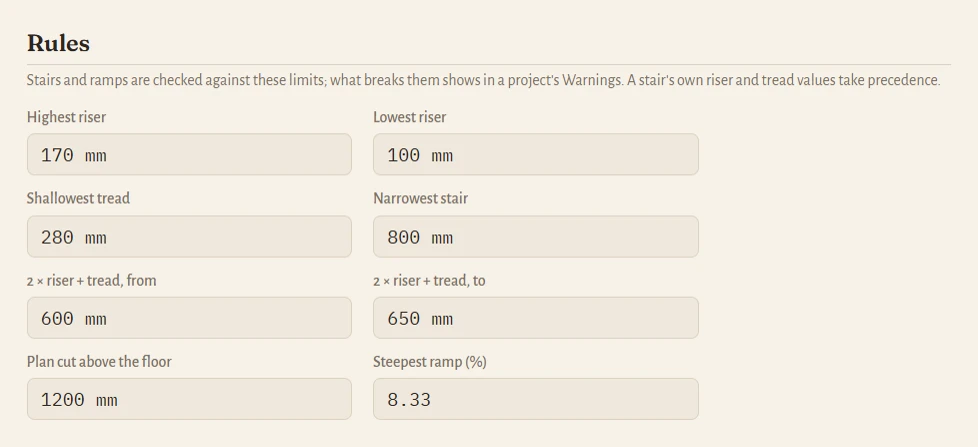 Rules
Stairs and ramps are checked against these limits; what breaks them shows in a project's Warnings. A stair's own riser and tread values take precedence.
Highest riser
Lowest riser
170 mm
100 mm
Shallowest tread
Narrowest stair
280 mm
800 mm
2 × riser + tread, from
2 × riser + tread, to
600 mm
650 mm
Plan cut above the floor
Steepest ramp (%)
1200 mm
8.33